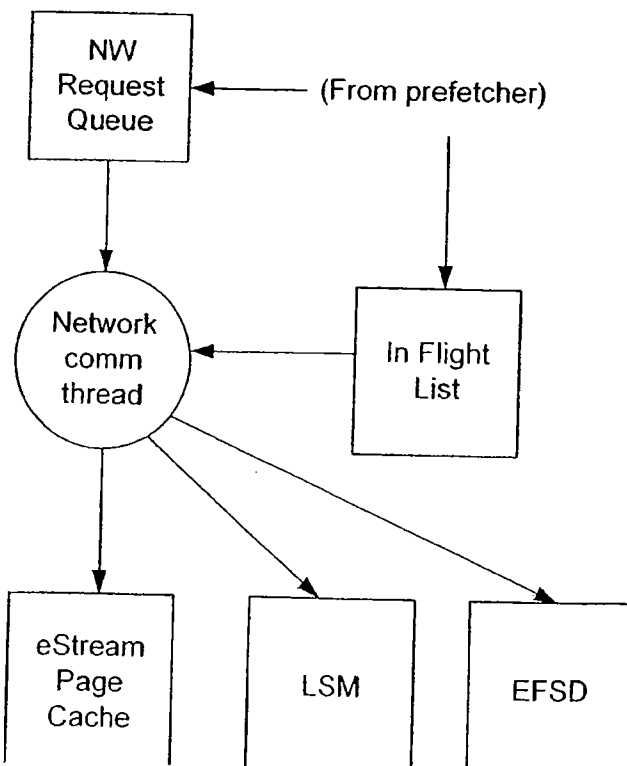 NW
Request
Queue
(From prefetcher)
Network
comm
thread
In Flight
List
eStream
Page
Cache
LSM
EFSD